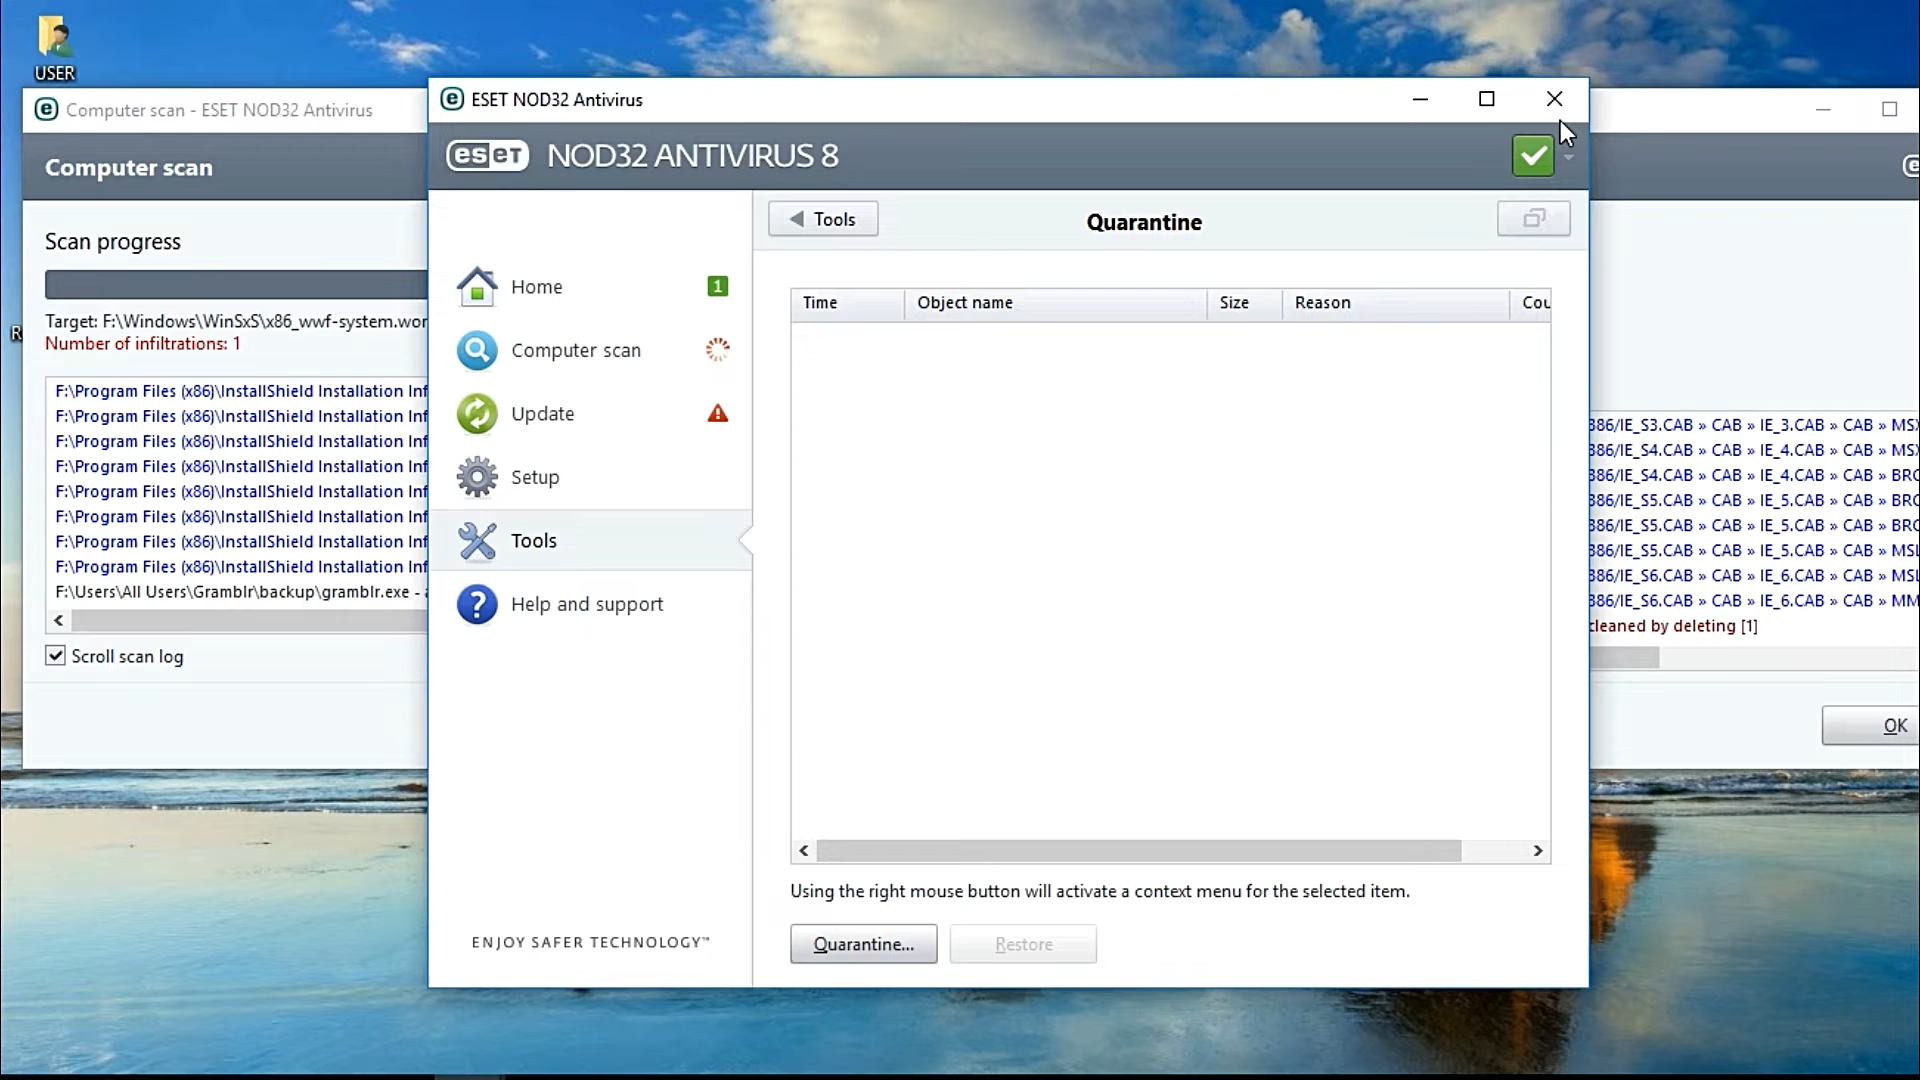 USER
Computer scan - ESET NOD32 Antivirus
Computer scan
Scan progress
Target: F:\Windows\WinSxS\x86_wwf-system.wor
Number of infiltrations: 1
F:\Program Files (x86)\InstallShield Installation Inf
F:\Program Files (x86)\InstallShield Installation Inf
F:\Program Files (x86)\InstallShield Installation Inf
F:\Program Files (x86)\InstallShield Installation Inf
F:\Program Files (x86)\InstallShield Installation Inf
F:\Program Files (x86)\InstallShield Installation Inf
F:\Program Files (x86)\InstallShield Installation Inf
F:\Program Files (x86)\InstallShield Installation Inf
F:\Users\All Users\Gramblr\backup\gramblr.exe - a
Scroll scan log
ESET NOD32 Antivirus
eset NOD32 ANTIVIRUS 8
Home 1
Computer scan
Update
Setup
Tools
Help and support
ENJOY SAFER TECHNOLOGY™
Tools
Quarantine
Time Object name Size Reason Cou
Using the right mouse button will activate a context menu for the selected item.
Quarantine... Restore
386/IE_S3.CAB » CAB » IE_3.CAB » CAB » MSX
386/IE_S4.CAB » CAB » IE_4.CAB » CAB » MSX
386/IE_S4.CAB » CAB » IE_4.CAB » CAB » BRO
386/IE_S5.CAB » CAB » IE_5.CAB » CAB » BRO
386/IE_S5.CAB » CAB » IE_5.CAB » CAB » BRO
386/IE_S5.CAB » CAB » IE_5.CAB » CAB » MSL
386/IE_S6.CAB » CAB » IE_6.CAB » CAB » MSL
386/IE_S6.CAB » CAB » IE_6.CAB » CAB » MM
cleaned by deleting [1]
OK